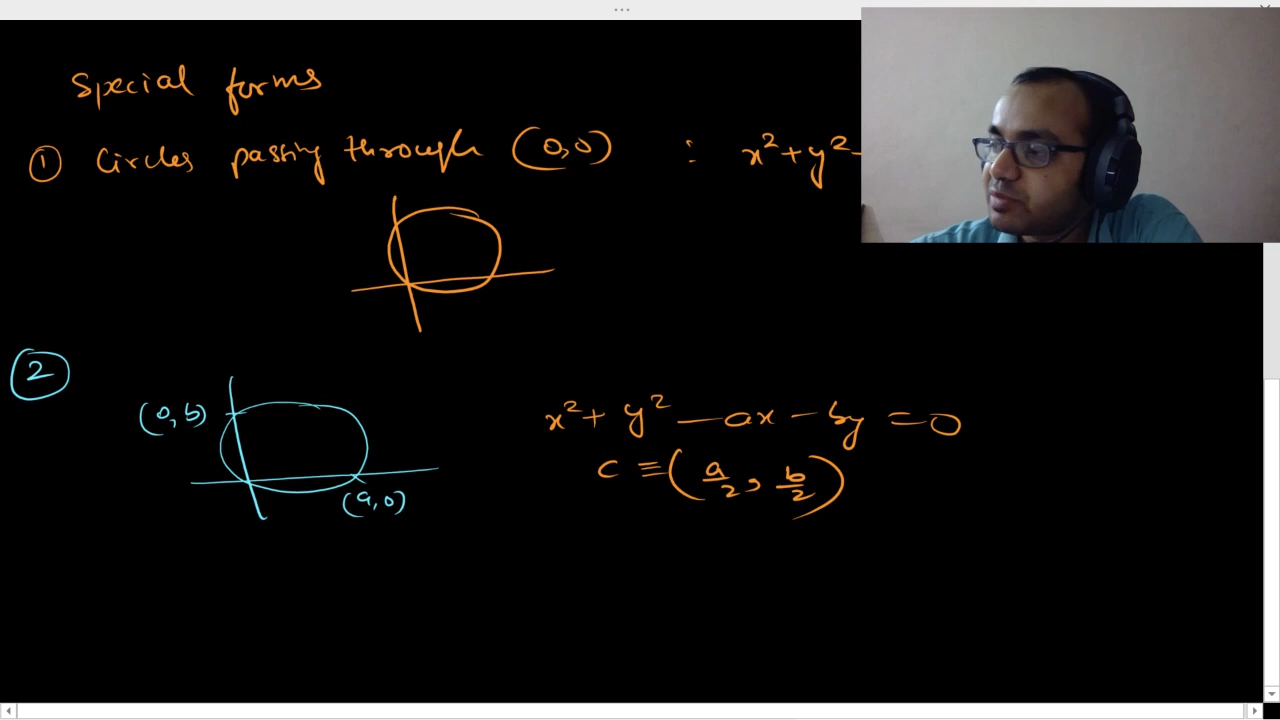 Special forms
① Circles passing through (0,0) : x²+y²-
②
(0,b)
x²+ y² - ax - by = 0
C ≡ (a/2, b/2)
(a,0)